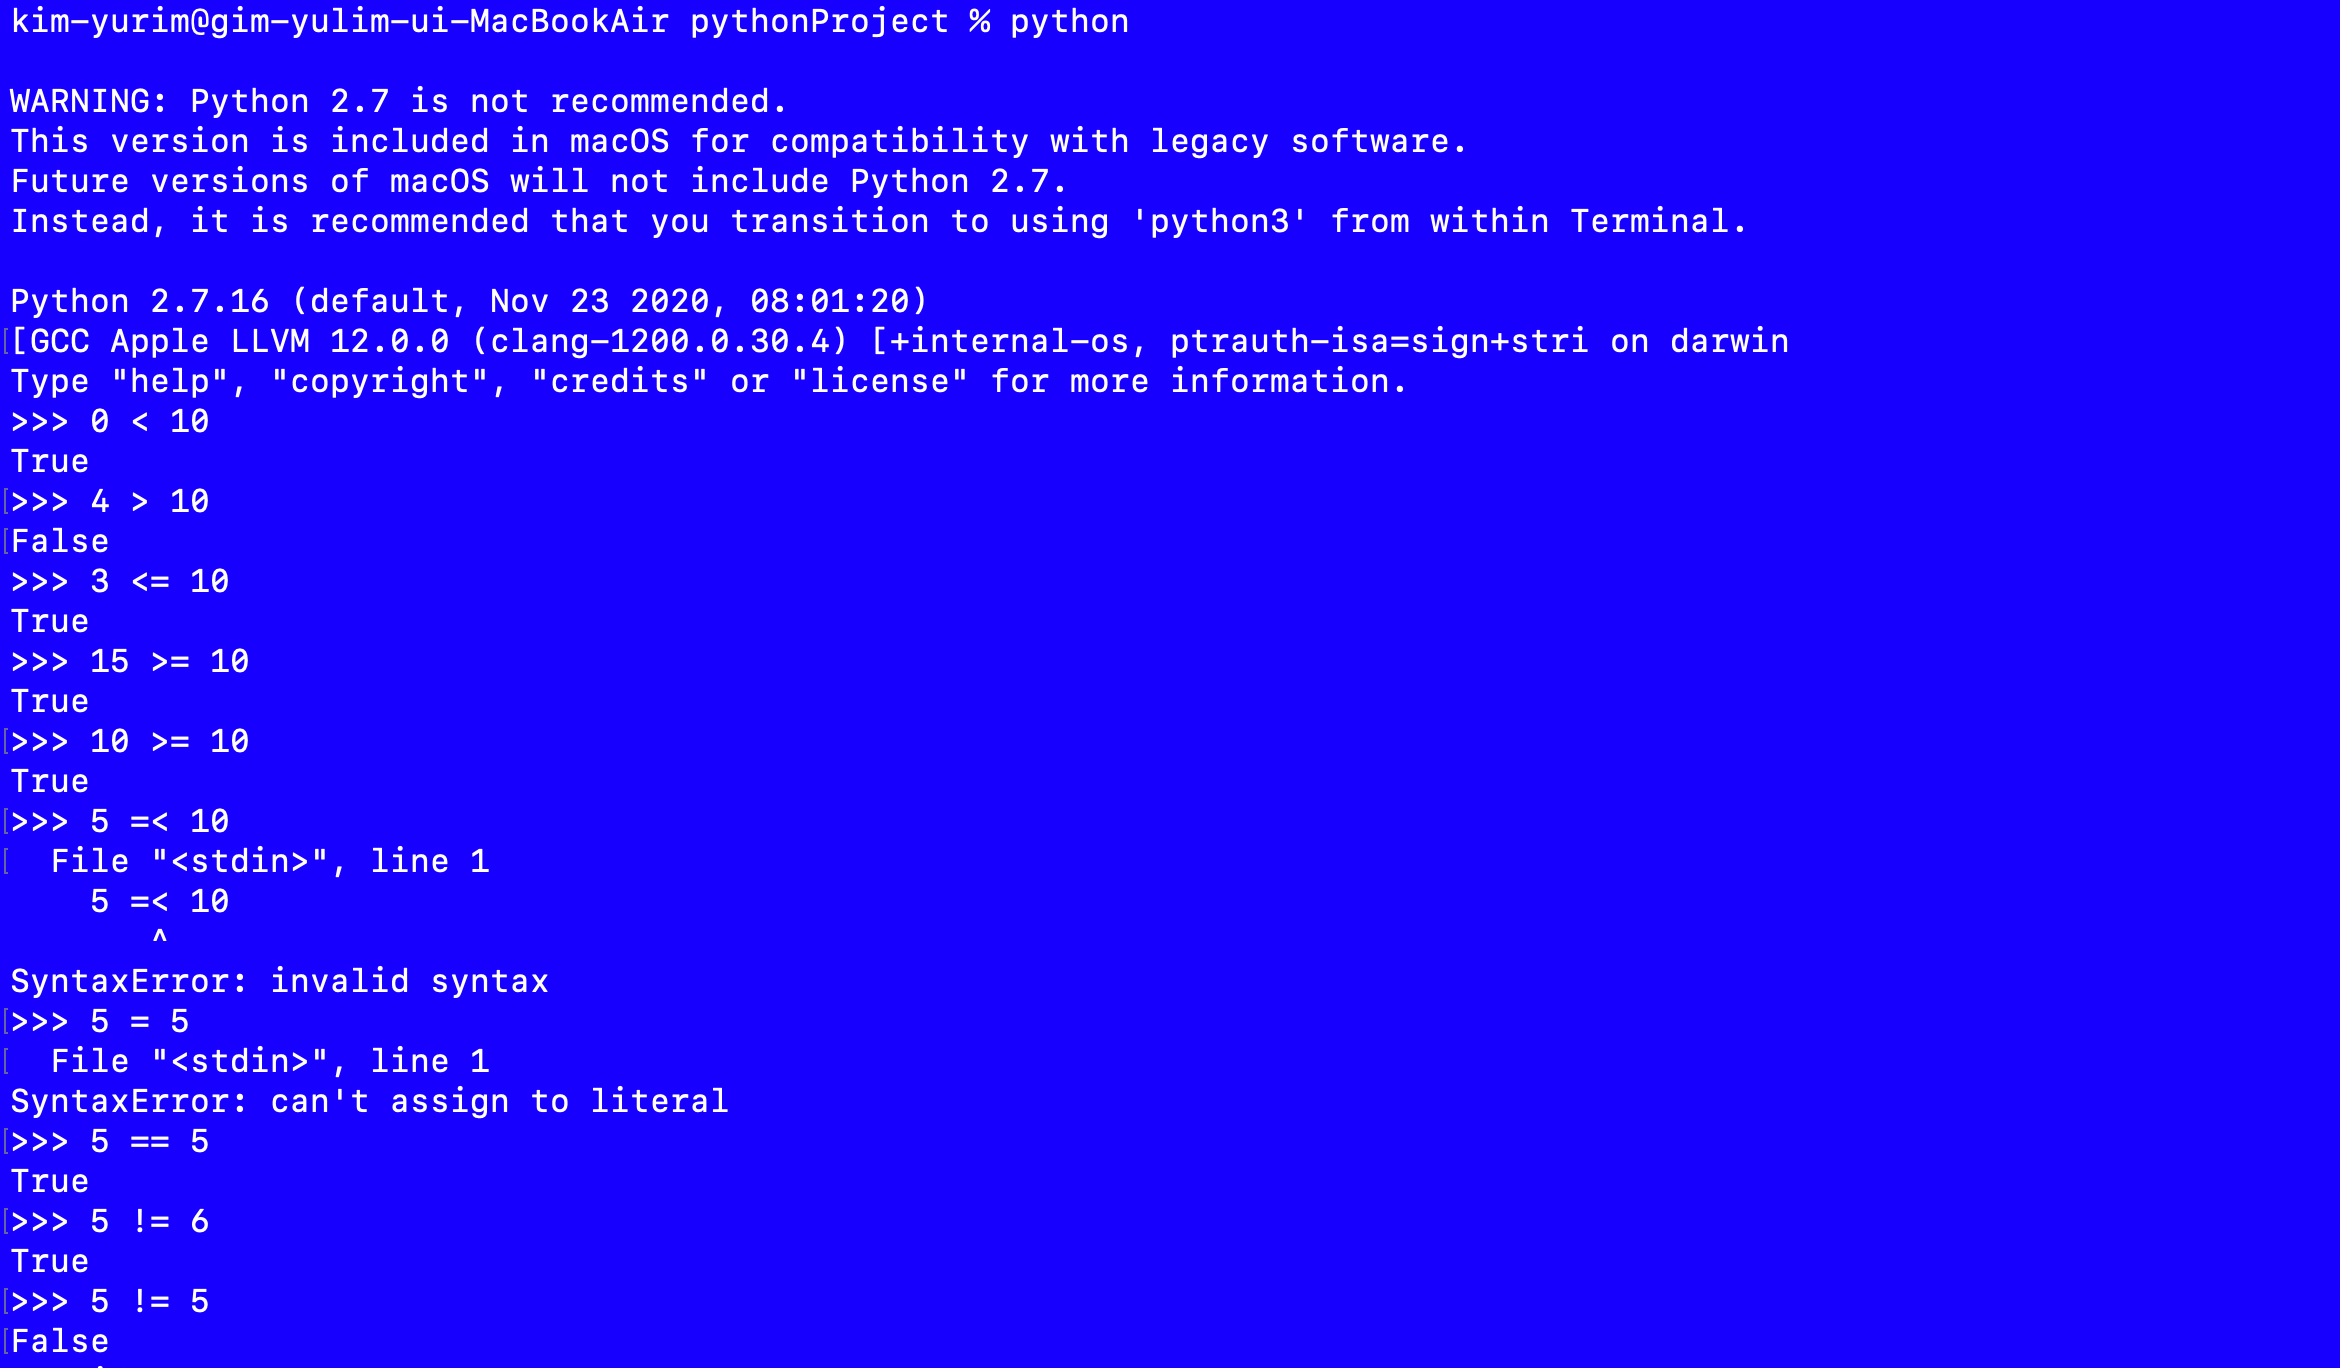 kim-yurim@gim-yulim-ui-MacBookAir pythonProject % python
WARNING: Python 2.7 is not recommended.
This version is included in macOS for compatibility with legacy software.
Future versions of macOS will not include Python 2.7.
Instead, it is recommended that you transition to using 'python3' from within Terminal.
Python 2.7.16 (default, Nov 23 2020, 08:01:20)
[GCC Apple LLVM 12.0.0 (clang-1200.0.30.4) [+internal-os, ptrauth-isa=sign+stri on darwin
Type "help", "copyright", "credits" or "license" for more information.
>>> 0 < 10
True
>>> 4 > 10
False
>>> 3 <= 10
True
>>> 15 >= 10
True
>>> 10 >= 10
True
>>> 5 =< 10
  File "<stdin>", line 1
    5 =< 10
       ^
SyntaxError: invalid syntax
>>> 5 = 5
  File "<stdin>", line 1
SyntaxError: can't assign to literal
>>> 5 == 5
True
>>> 5 != 6
True
>>> 5 != 5
False